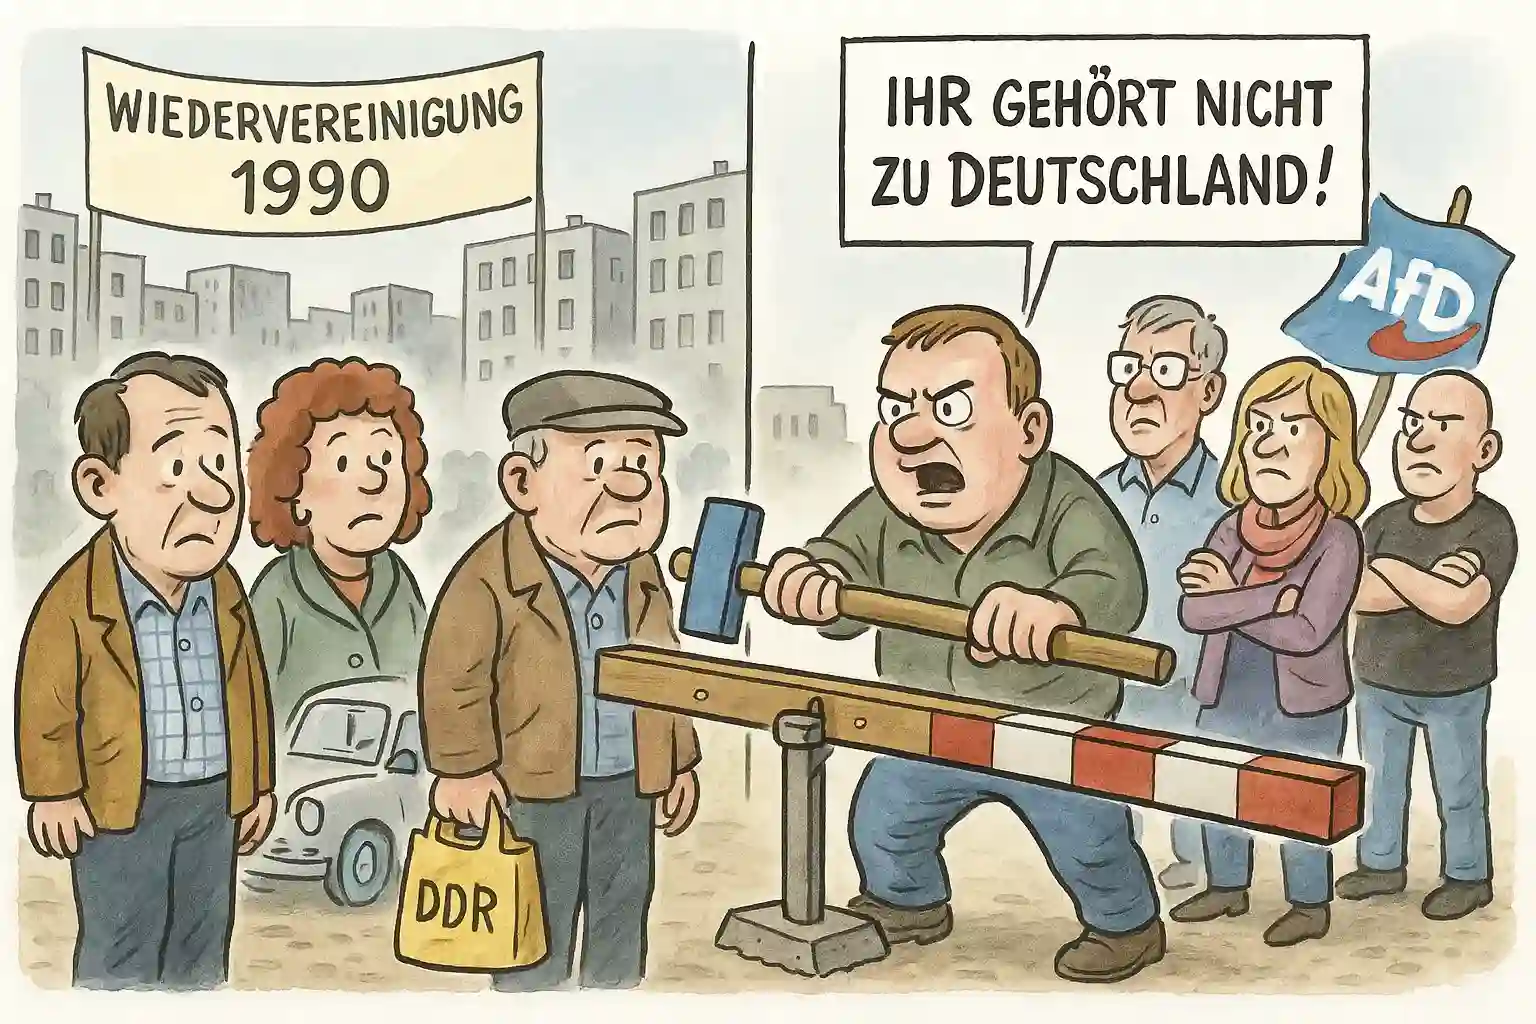 WIEDERVEREINIGUNG
1990
IHR GEHÖRT NICHT
ZU DEUTSCHLAND!
AfD
DDR